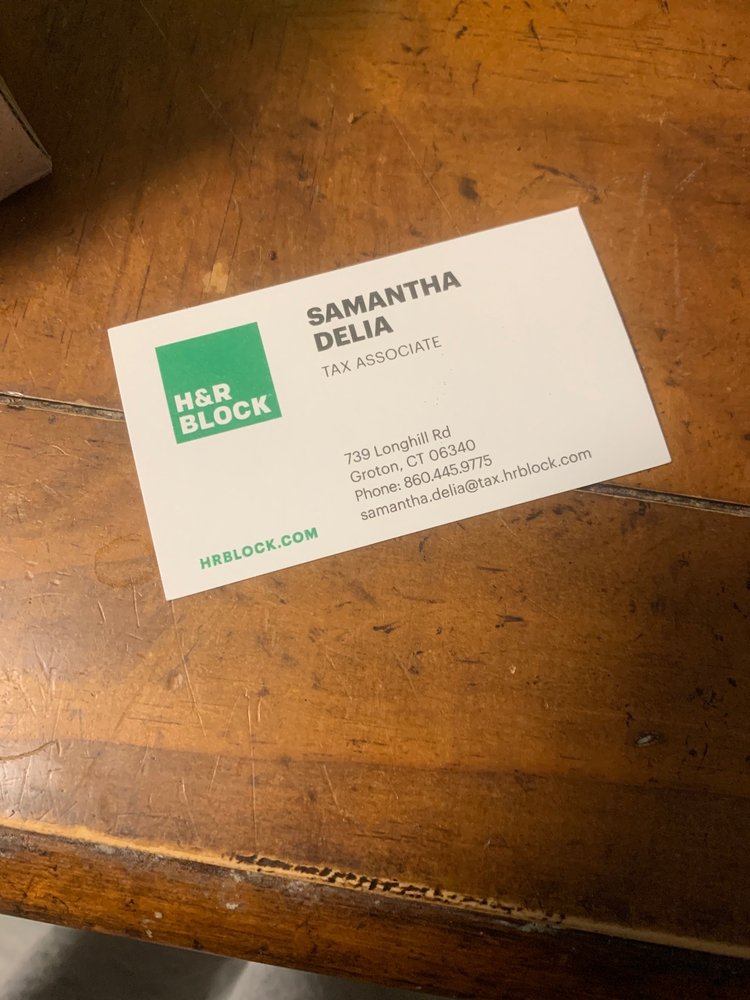 H&R
BLOCK
SAMANTHA
DELIA
TAX ASSOCIATE
739 Longhill Rd
Groton, CT 06340
Phone: 860.445.9775
samantha.delia@tax.hrblock.com
HRBLOCK.COM